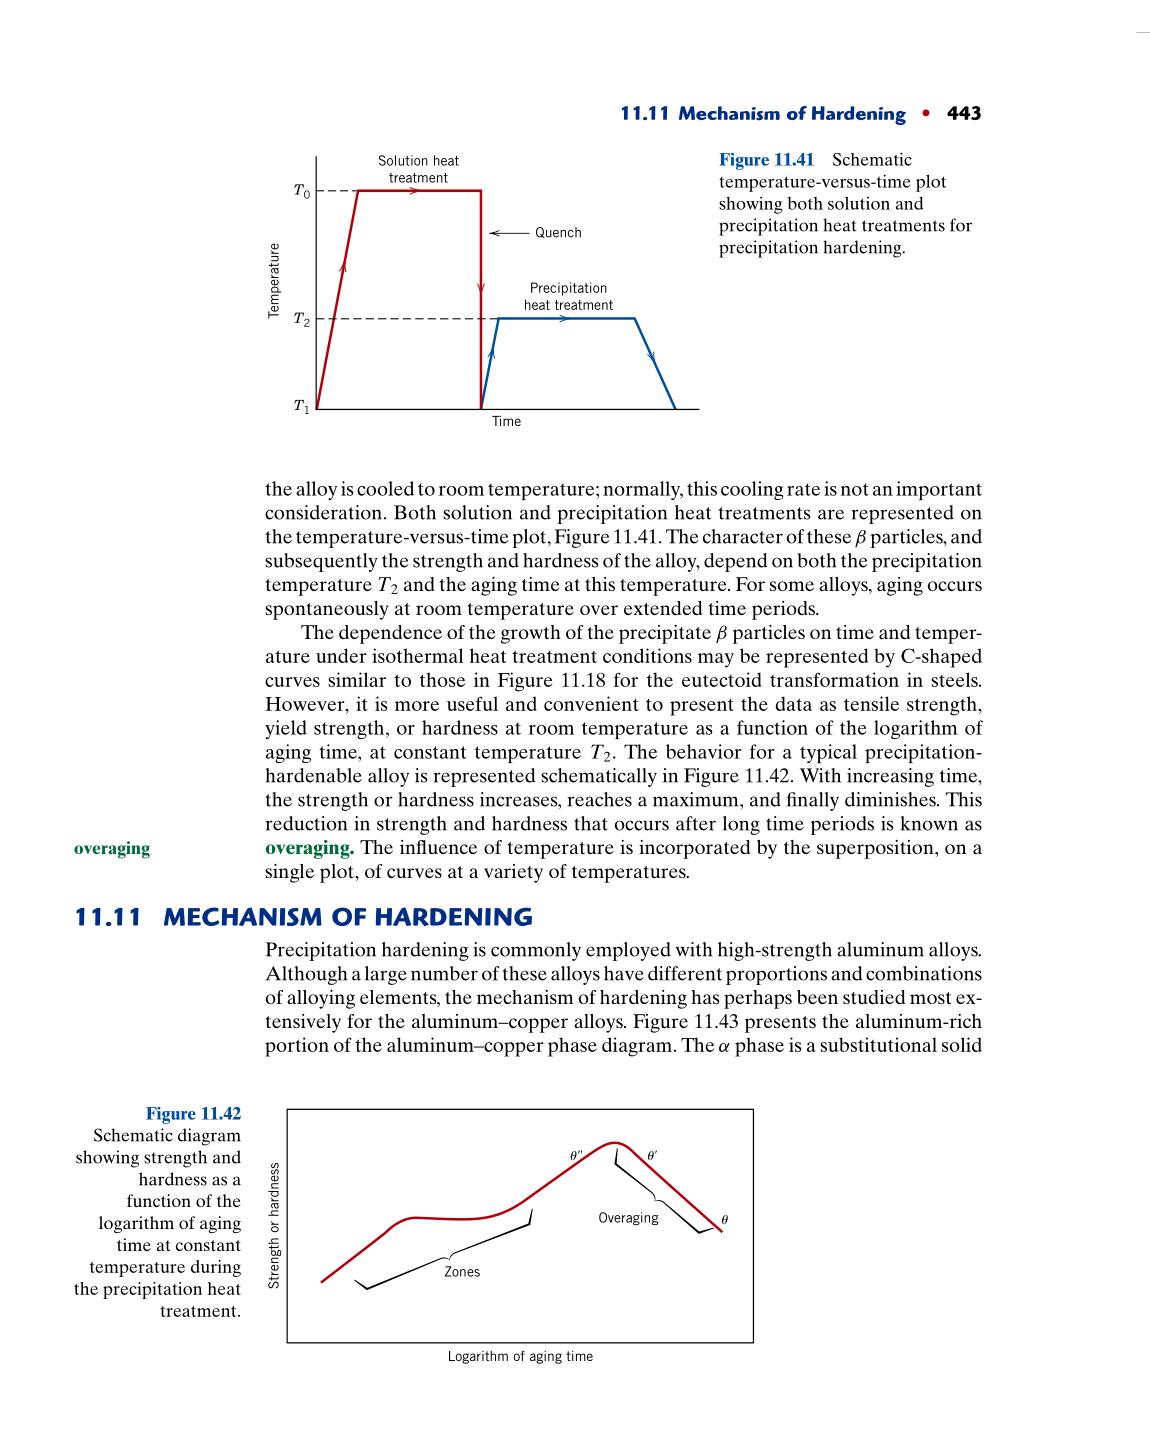 11.11 Mechanism of Hardening • 443
Solution heat
treatment
T0
Quench
Temperature
Precipitation
heat treatment
T2
T1
Time
Figure 11.41 Schematic
temperature-versus-time plot
showing both solution and
precipitation heat treatments for
precipitation hardening.
the alloy is cooled to room temperature; normally, this cooling rate is not an important
consideration. Both solution and precipitation heat treatments are represented on
the temperature-versus-time plot, Figure 11.41. The character of these β particles, and
subsequently the strength and hardness of the alloy, depend on both the precipitation
temperature T2 and the aging time at this temperature. For some alloys, aging occurs
spontaneously at room temperature over extended time periods.
The dependence of the growth of the precipitate β particles on time and temper-
ature under isothermal heat treatment conditions may be represented by C-shaped
curves similar to those in Figure 11.18 for the eutectoid transformation in steels.
However, it is more useful and convenient to present the data as tensile strength,
yield strength, or hardness at room temperature as a function of the logarithm of
aging time, at constant temperature T2. The behavior for a typical precipitation-
hardenable alloy is represented schematically in Figure 11.42. With increasing time,
the strength or hardness increases, reaches a maximum, and finally diminishes. This
reduction in strength and hardness that occurs after long time periods is known as
overaging
overaging. The influence of temperature is incorporated by the superposition, on a
single plot, of curves at a variety of temperatures.
11.11 MECHANISM OF HARDENING
Precipitation hardening is commonly employed with high-strength aluminum alloys.
Although a large number of these alloys have different proportions and combinations
of alloying elements, the mechanism of hardening has perhaps been studied most ex-
tensively for the aluminum–copper alloys. Figure 11.43 presents the aluminum-rich
portion of the aluminum–copper phase diagram. The α phase is a substitutional solid
Figure 11.42
Schematic diagram
showing strength and
hardness as a
function of the
logarithm of aging
time at constant
temperature during
the precipitation heat
treatment.
Strength or hardness
θ″
θ′
Overaging
θ
Zones
Logarithm of aging time